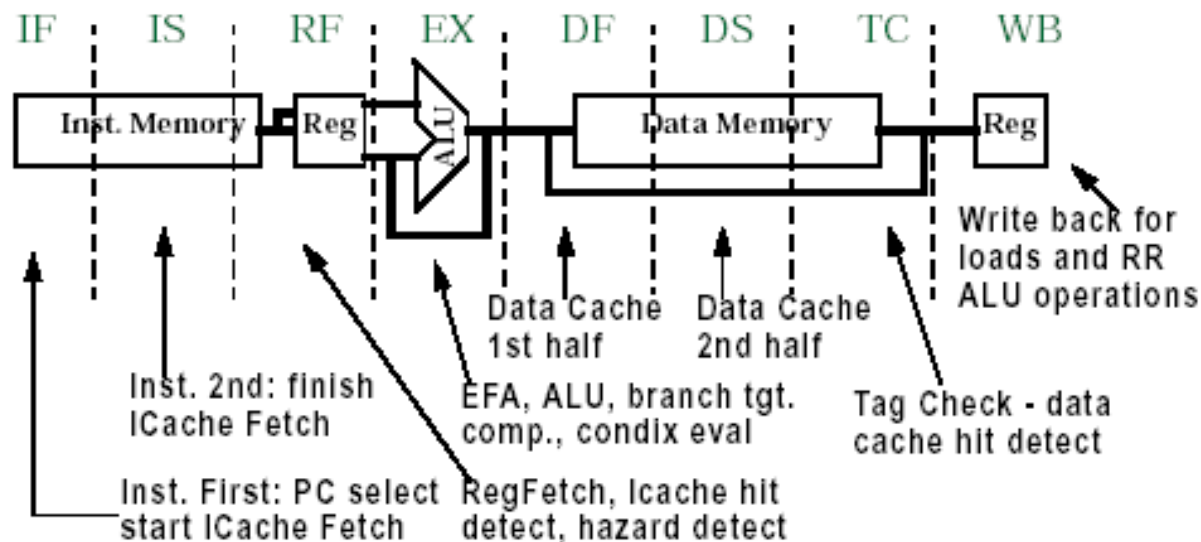 IF IS RF EX DF DS TC WB
Inst. Memory Reg ALU Data Memory Reg
Write back for
loads and RR
ALU operations
Data Cache
1st half
Data Cache
2nd half
Inst. 2nd: finish
ICache Fetch
EFA, ALU, branch tgt.
comp., condix eval
Tag Check - data
cache hit detect
Inst. First: PC select
start ICache Fetch
RegFetch, Icache hit
detect, hazard detect